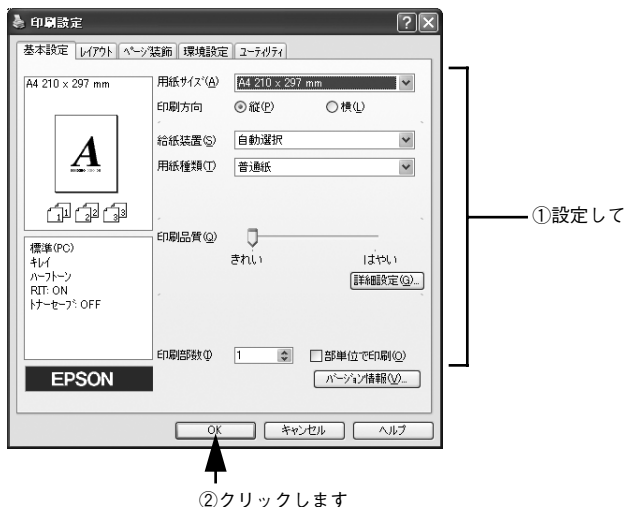 印刷設定
基本設定 レイアウト ページ装飾 環境設定 ユーティリティ
A4 210 x 297 mm
A
1 1 2 2 3 3
標準(PC)
キレイ
ハーフトーン
RIT: ON
トナーセーブ: OFF
EPSON
用紙サイズ(A) A4 210 x 297 mm
印刷方向 縦(P) 横(L)
給紙装置(S) 自動選択
用紙種類(T) 普通紙
印刷品質(Q)
きれい はやい
詳細設定(G)...
印刷部数(I) 1 部単位で印刷(O)
バージョン情報(V)...
OK キャンセル ヘルプ
①設定して
②クリックします